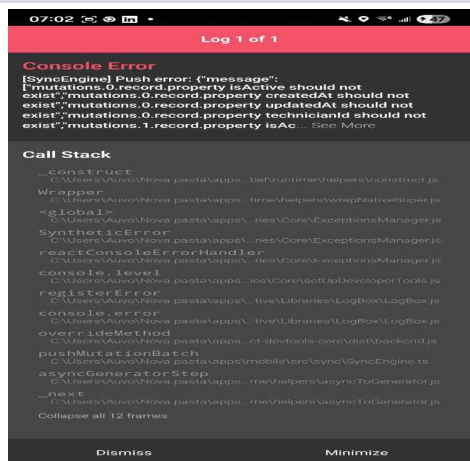 07:02
47
Log 1 of 1
Console Error
[SyncEngine] Push error: {"message":
["mutations.0.record.property isActive should not
exist","mutations.0.record.property createdAt should not
exist","mutations.0.record.property updatedAt should not
exist","mutations.0.record.property technicianId should not
exist","mutations.1.record.property isAc... See More
Call Stack
_construct
C:\Users\Auvo\Nova pasta\apps...bel\runtime\helpers\construct.js
Wrapper
C:\Users\Auvo\Nova pasta\apps...time\helpers\wrapNativeSuper.js
<global>
C:\Users\Auvo\Nova pasta\apps\...ries\Core\ExceptionsManager.js
SyntheticError
C:\Users\Auvo\Nova pasta\apps\...ries\Core\ExceptionsManager.js
reactConsoleErrorHandler
C:\Users\Auvo\Nova pasta\apps\...ries\Core\ExceptionsManager.js
console.level
C:\Users\Auvo\Nova pasta\apps...ies\Core\setUpDeveloperTools.js
registerError
C:\Users\Auvo\Nova pasta\apps\...tive\Libraries\LogBox\LogBox.js
console.error
C:\Users\Auvo\Nova pasta\apps\...tive\Libraries\LogBox\LogBox.js
overrideMethod
C:\Users\Auvo\Nova pasta\apps...ct-devtools-core\dist\backend.js
pushMutationBatch
C:\Users\Auvo\Nova pasta\apps\mobile\src\sync\SyncEngine.ts
asyncGeneratorStep
C:\Users\Auvo\Nova pasta\apps...me\helpers\asyncToGenerator.js
_next
C:\Users\Auvo\Nova pasta\apps...me\helpers\asyncToGenerator.js
Collapse all 12 frames
Dismiss
Minimize